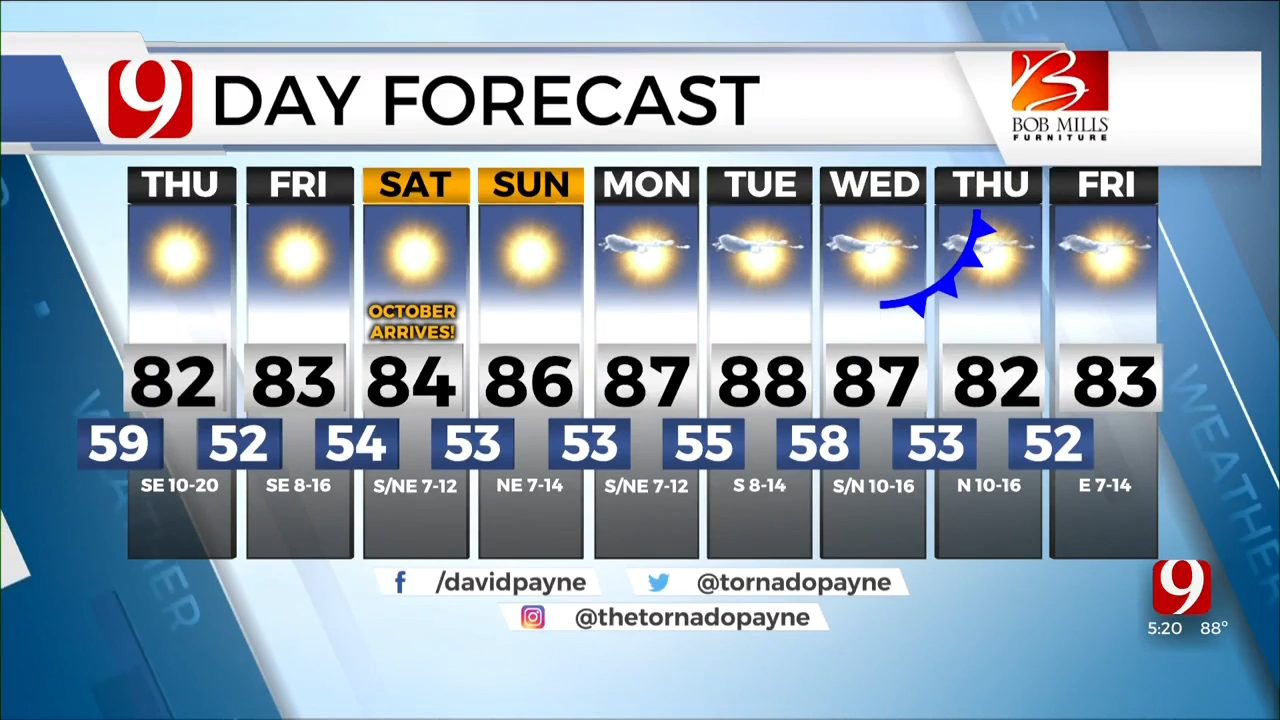 9 DAY FORECAST
B
BOB MILLS
FURNITURE
THU FRI SAT SUN MON TUE WED THU FRI
OCTOBER
ARRIVES!
82 83 84 86 87 88 87 82 83
59 52 54 53 53 55 58 53 52
SE 10-20 SE 8-16 S/NE 7-12 NE 7-14 S/NE 7-12 S 8-14 S/N 10-16 N 10-16 E 7-14
f /davidpayne @tornadopayne
@thetornadopayne
9
5:20 88°
WEATHER
WEATHER